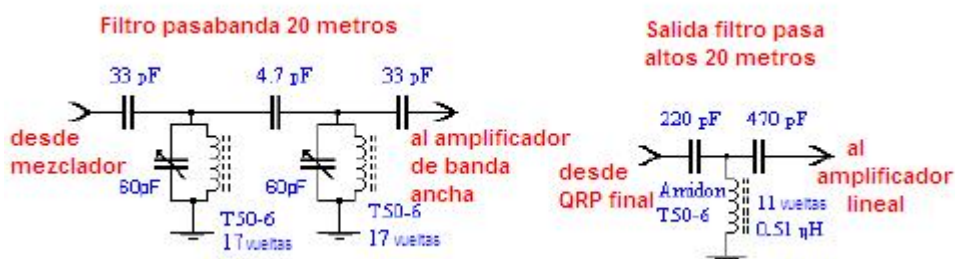 Filtro pasabanda 20 metros
33 pF
4.7 pF
33 pF
desde
mezclador
al amplificador
de banda
ancha
60pF
60pF
T50-6
17 vueltas
T50-6
17 vueltas
Salida filtro pasa
altos 20 metros
220 pF
470 pF
desde
QRP final
al
amplificador
lineal
Amidon
T50-6
11 vueltas
0.51 ηH